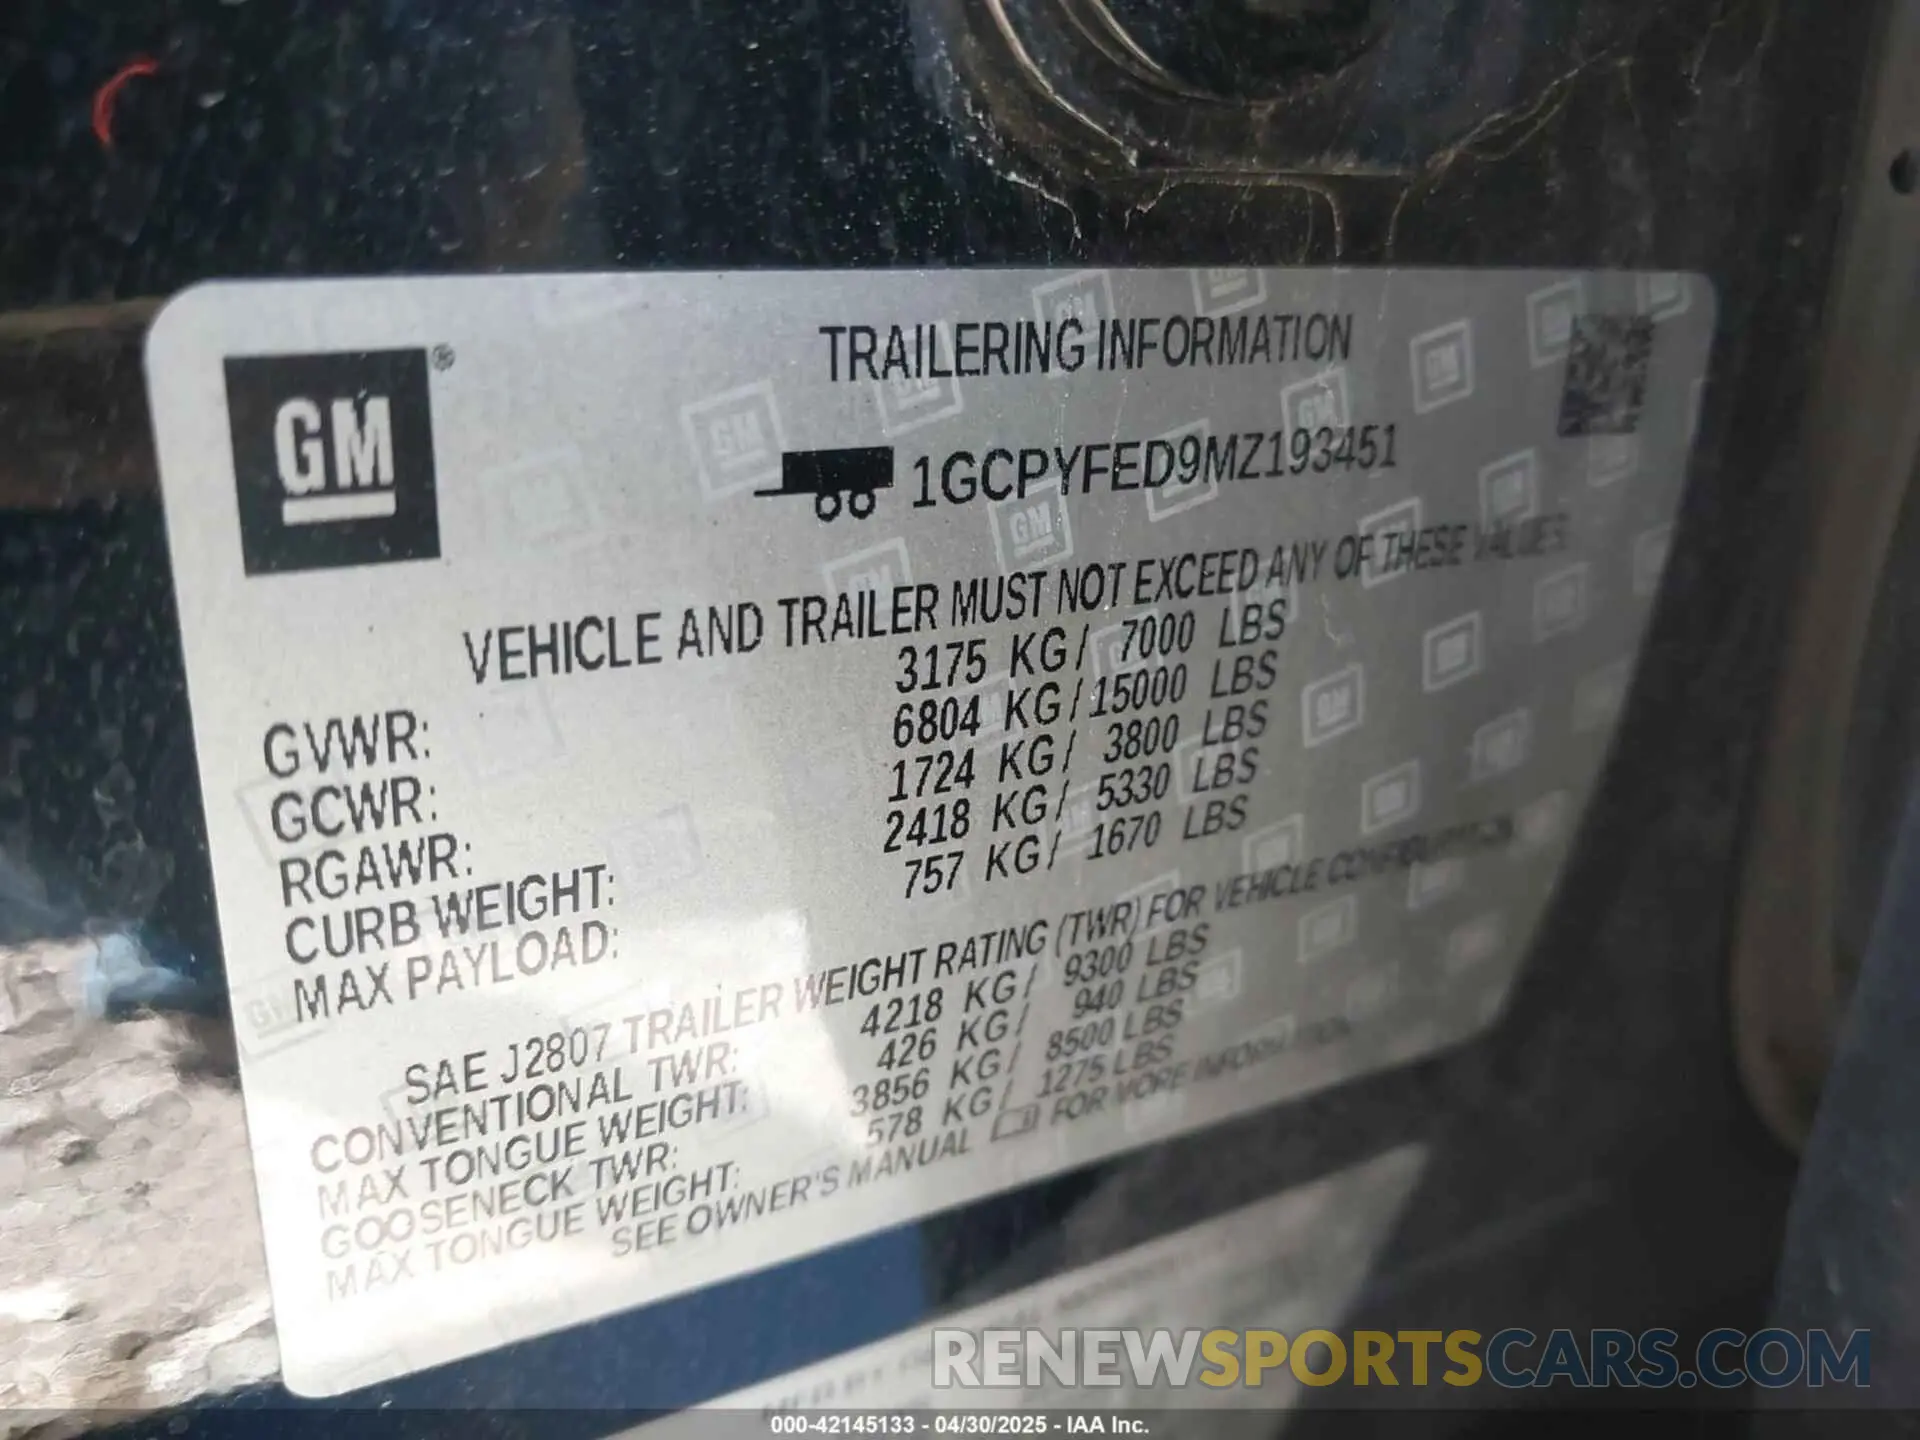 GM®
TRAILERING INFORMATION
1GCPYFED9MZ193451
VEHICLE AND TRAILER MUST NOT EXCEED ANY OF THESE VALUES
GVWR: 3175 KG/ 7000 LBS
GCWR: 6804 KG/15000 LBS
RGAWR: 1724 KG/ 3800 LBS
CURB WEIGHT: 2418 KG/ 5330 LBS
MAX PAYLOAD: 757 KG/ 1670 LBS
SAE J2807 TRAILER WEIGHT RATING (TWR) FOR VEHICLE CONFIGURATION
CONVENTIONAL TWR: 4218 KG/ 9300 LBS
MAX TONGUE WEIGHT: 426 KG/ 940 LBS
GOOSENECK TWR: 3856 KG/ 8500 LBS
MAX TONGUE WEIGHT: 578 KG/ 1275 LBS
SEE OWNER'S MANUAL FOR MORE INFORMATION
RENEWSPORTSCARS.COM
000-42145133 - 04/30/2025 - IAA Inc.